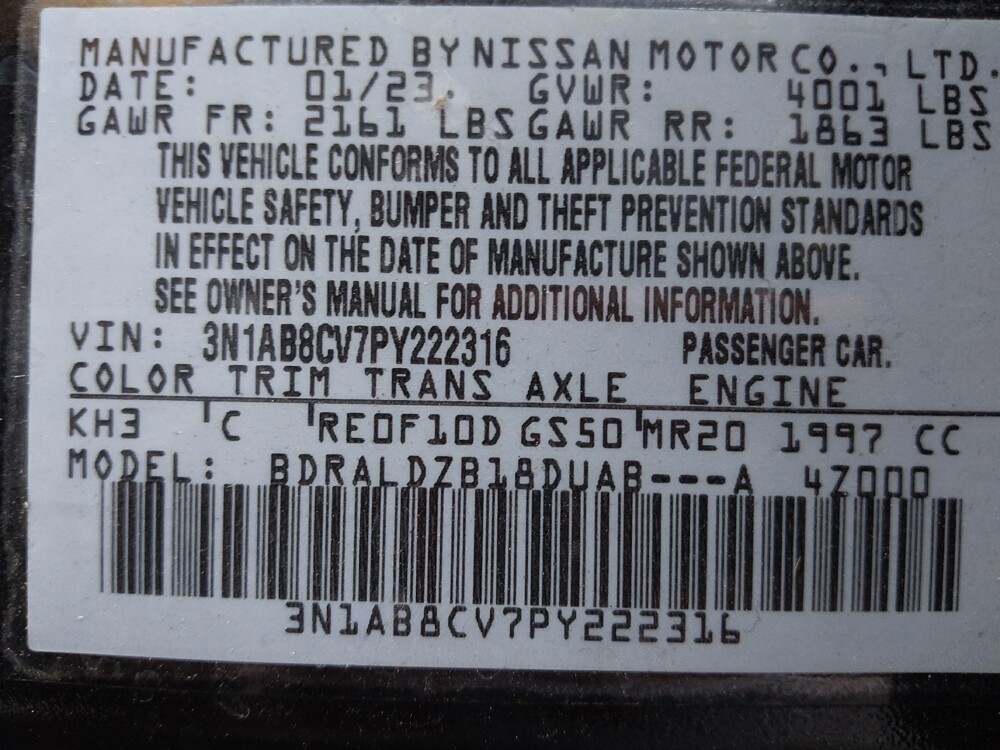 MANUFACTURED BY NISSAN MOTOR CO., LTD.
DATE: 01/23. GVWR: 4001 LBS
GAWR FR: 2161 LBS GAWR RR: 1863 LBS
THIS VEHICLE CONFORMS TO ALL APPLICABLE FEDERAL MOTOR
VEHICLE SAFETY, BUMPER AND THEFT PREVENTION STANDARDS
IN EFFECT ON THE DATE OF MANUFACTURE SHOWN ABOVE.
SEE OWNER'S MANUAL FOR ADDITIONAL INFORMATION.
VIN: 3N1AB8CV7PY222316 PASSENGER CAR.
COLOR TRIM TRANS AXLE ENGINE
KH3 C RE0F10D GS50 MR20 1997 CC
MODEL: BDRALDZB18DUAB---A 4Z000
3N1AB8CV7PY222316